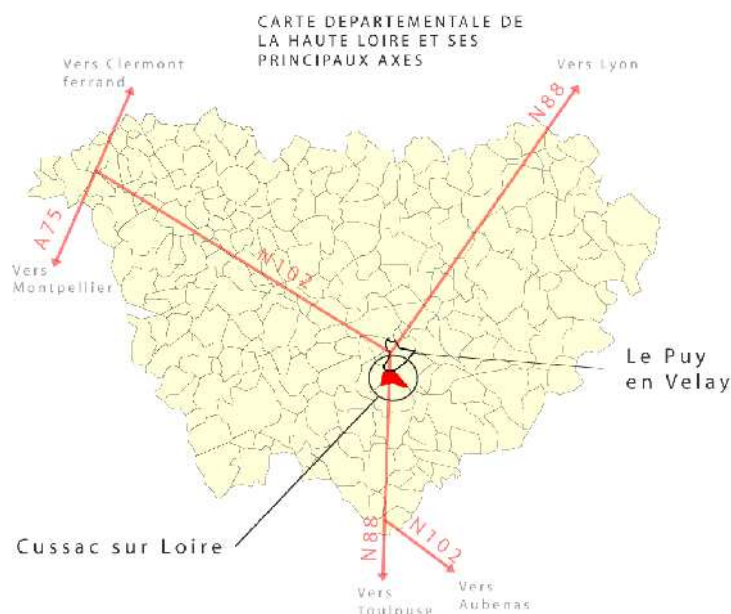 CARTE DEPARTEMENTALE DE
LA HAUTE LOIRE ET SES
PRINCIPAUX AXES
Vers Clermont
ferrand
Vers Lyon
N88
A75
N102
Vers
Montpellier
Le Puy
en Velay
Cussac sur Loire
N88
N102
Vers
Toulouse
Vers
Aubenas